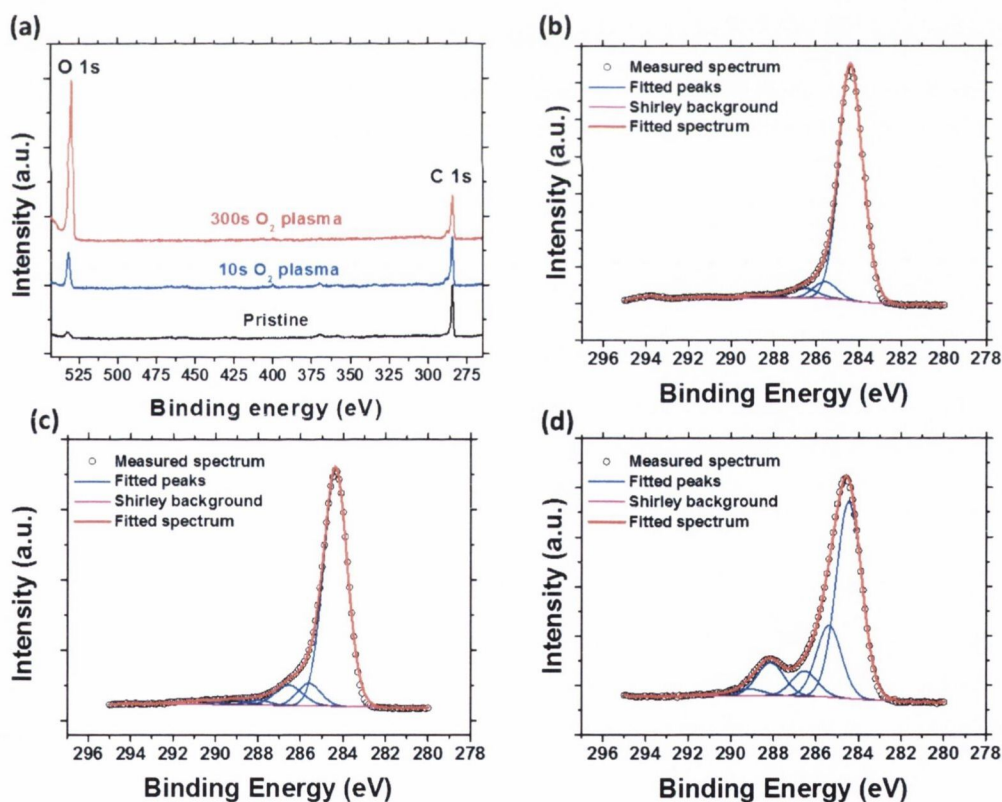 (a)
O 1s
C 1s
300s O₂ plasma
10s O₂ plasma
Pristine
Intensity (a.u.)
525 500 475 450 425 400 375 350 325 300 275
Binding energy (eV)
(b)
Measured spectrum
Fitted peaks
Shirley background
Fitted spectrum
Intensity (a.u.)
296 294 292 290 288 286 284 282 280 278
Binding Energy (eV)
(c)
Measured spectrum
Fitted peaks
Shirley background
Fitted spectrum
Intensity (a.u.)
296 294 292 290 288 286 284 282 280 278
Binding Energy (eV)
(d)
Measured spectrum
Fitted peaks
Shirley background
Fitted spectrum
Intensity (a.u.)
296 294 292 290 288 286 284 282 280 278
Binding Energy (eV)